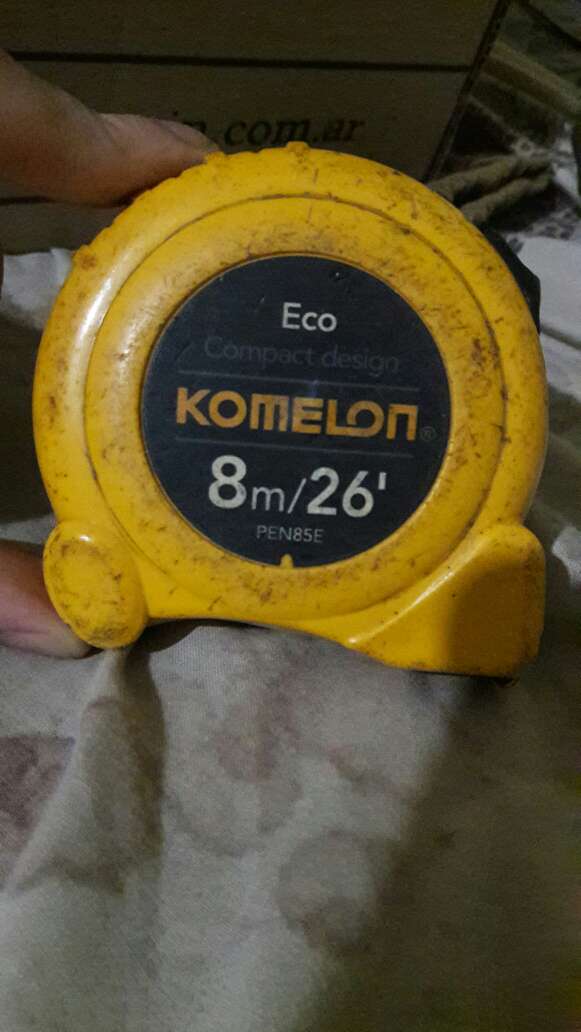 .com.ar
Eco
Compact design
KOMELON®
8m/26'
PEN85E